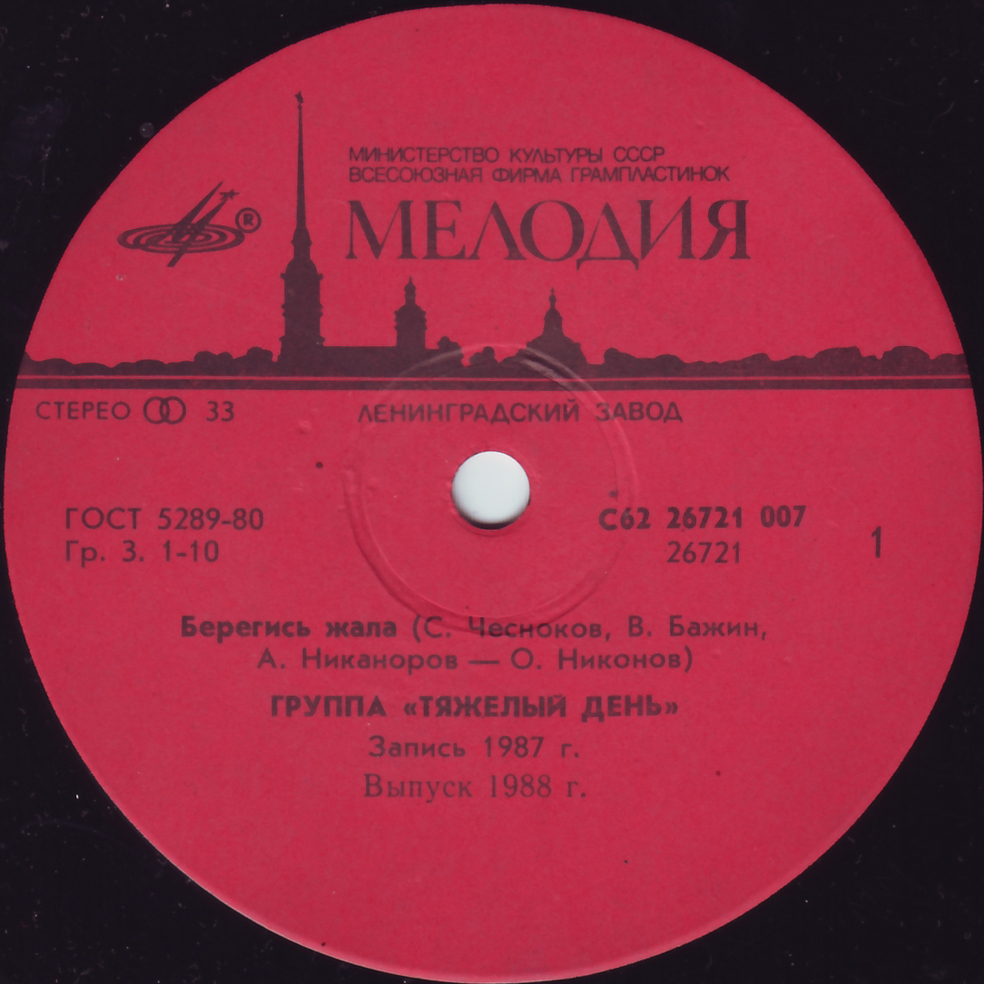 МИНИСТЕРСТВО КУЛЬТУРЫ СССР
ВСЕСОЮЗНАЯ ФИРМА ГРАМПЛАСТИНОК
®
МЕЛОДИЯ
СТЕРЕО 33
ЛЕНИНГРАДСКИЙ ЗАВОД
ГОСТ 5289-80
Гр. 3. 1-10
С62 26721 007
26721
1
Берегись жала (С. Чесноков, В. Бажин,
А. Никаноров — О. Никонов)
ГРУППА «ТЯЖЕЛЫЙ ДЕНЬ»
Запись 1987 г.
Выпуск 1988 г.